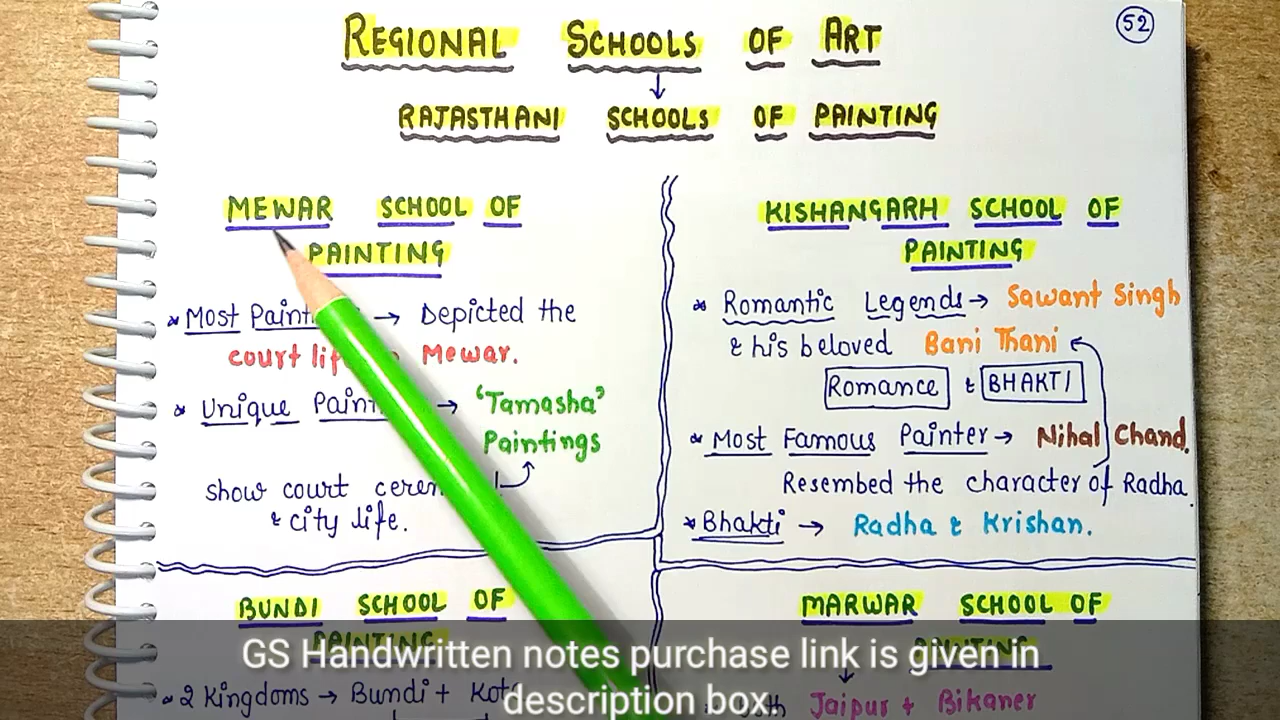 52
REGIONAL SCHOOLS OF ART
RAJASTHANI SCHOOLS OF PAINTING
MEWAR SCHOOL OF
PAINTING
* Most → Depicted the
court Mewar.
* Unique → 'Tamasha'
Paintings
show court
& city life.
KISHANGARH SCHOOL OF
PAINTING
* Romantic Legends → Sawant Singh
& his beloved Bani Thani
Romance & BHAKTI
* Most Famous Painter → Nihal Chand.
Resembed the character of Radha
* Bhakti → Radha & Krishan.
BUNDI SCHOOL OF
PAINTING
* 2 Kingdoms → Bundi +
MARWAR SCHOOL OF
PAINTING
Jaipur + Bikaner
GS Handwritten notes purchase link is given in
description box.